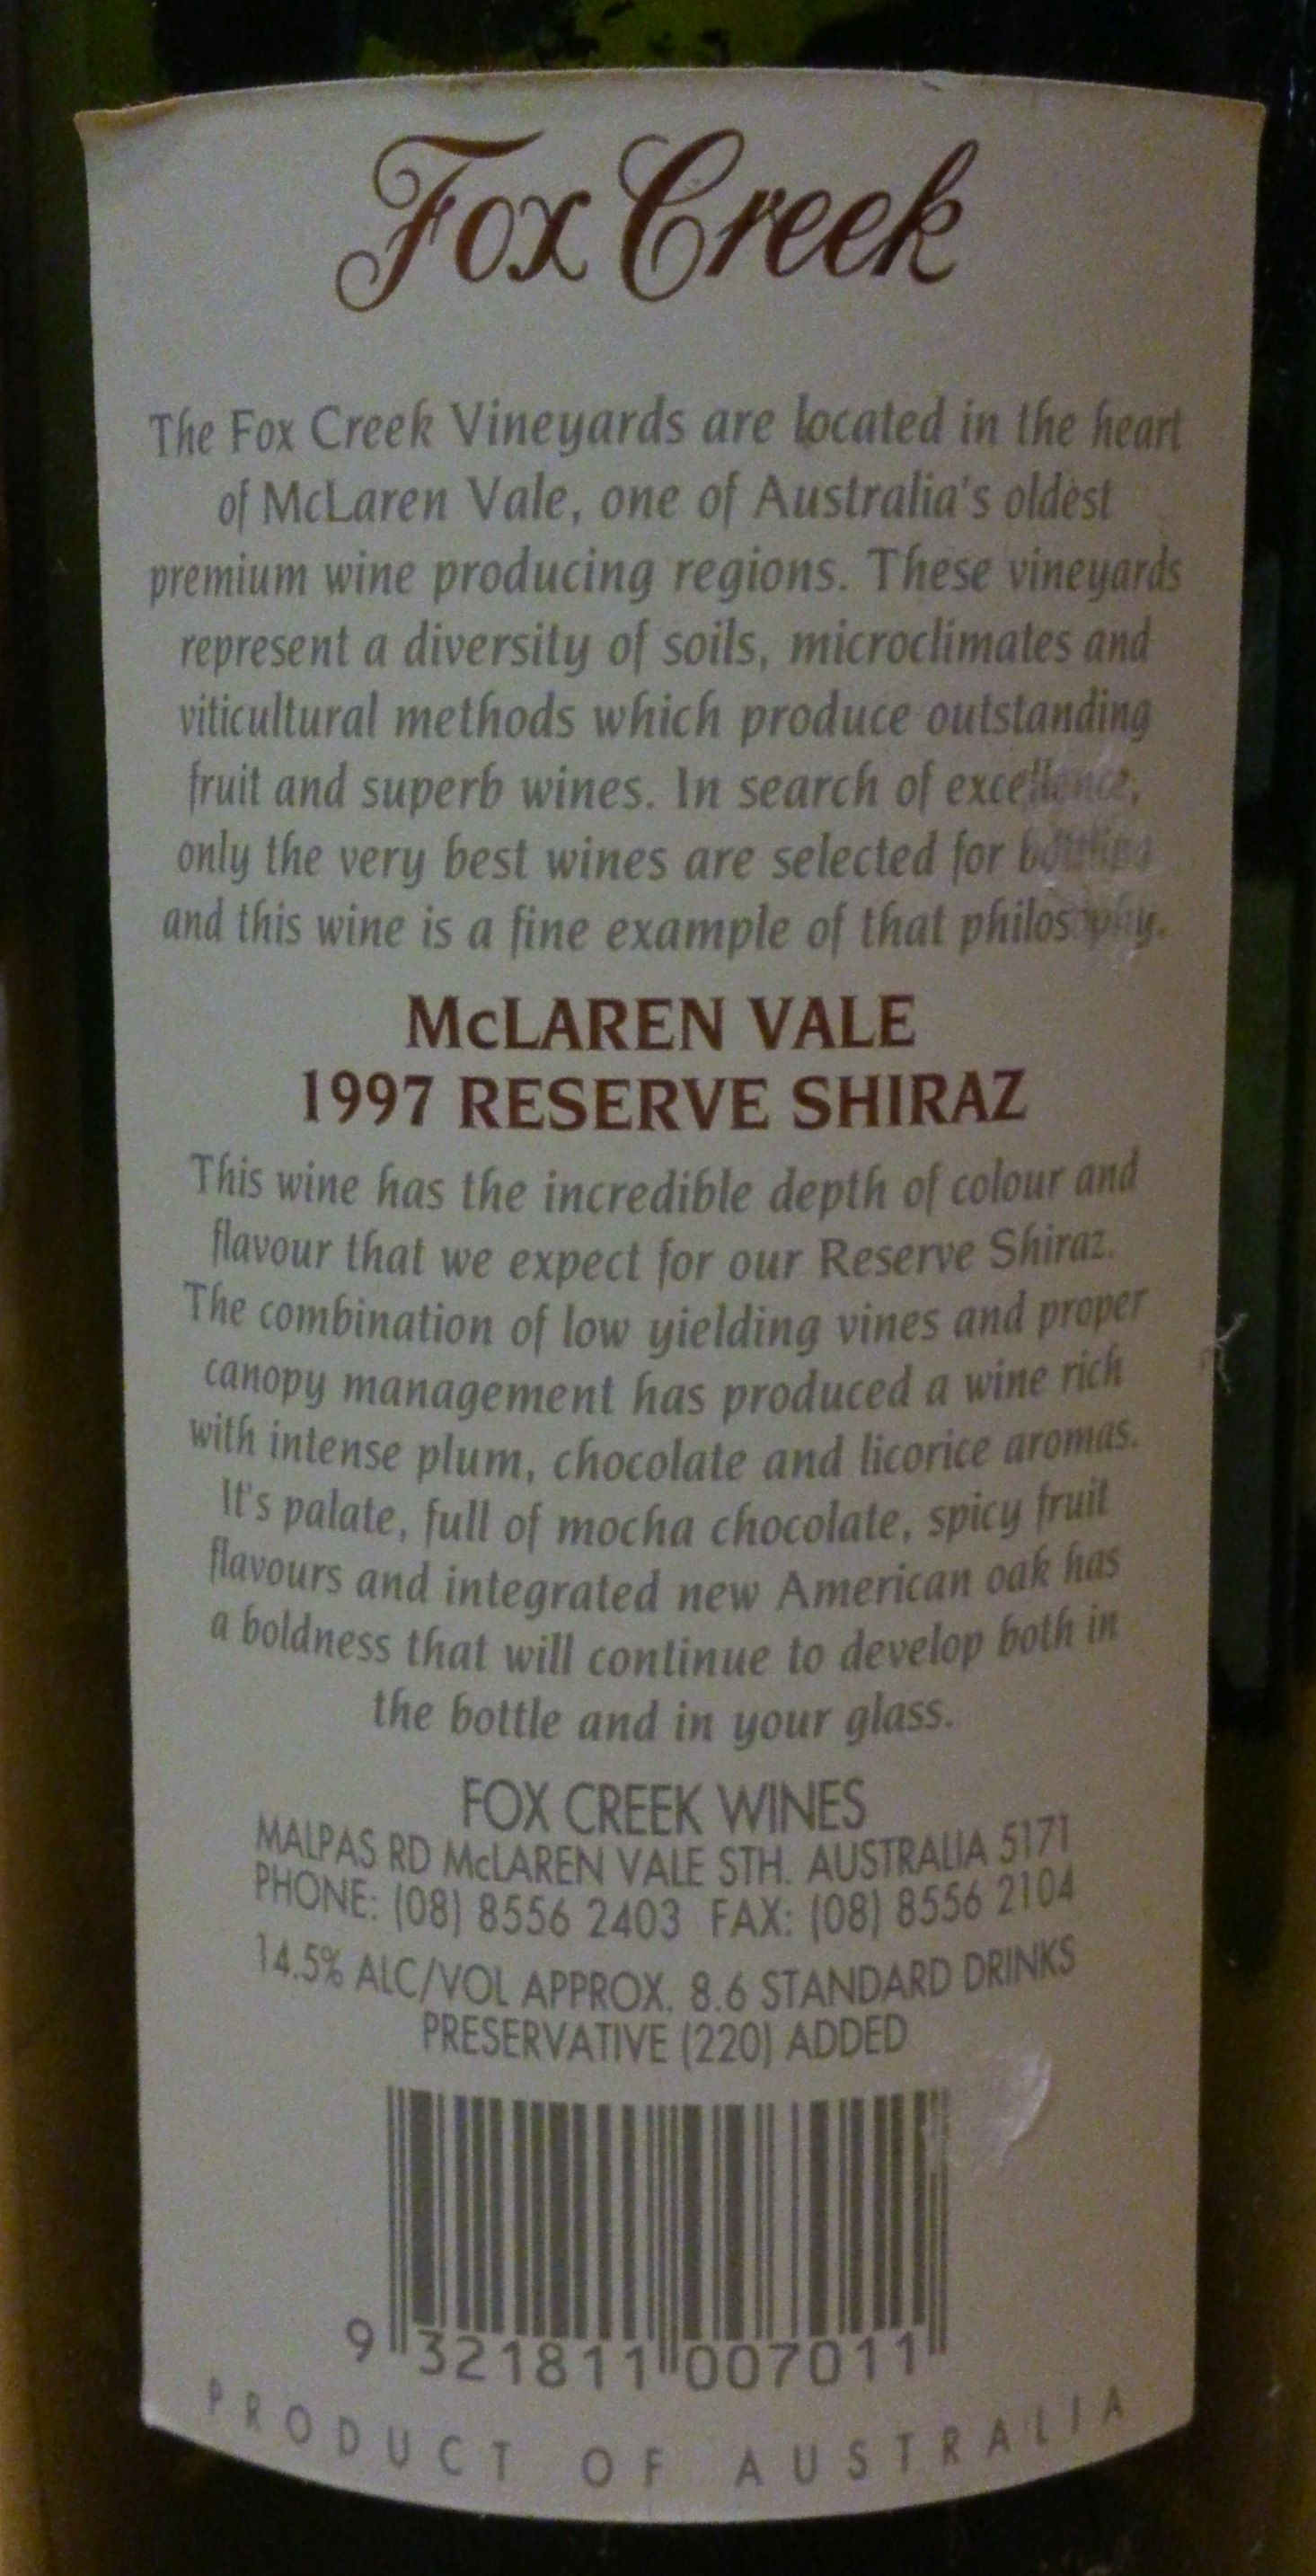 Fox Creek
The Fox Creek Vineyards are located in the heart
of McLaren Vale, one of Australia's oldest
premium wine producing regions. These vineyards
represent a diversity of soils, microclimates and
viticultural methods which produce outstanding
fruit and superb wines. In search of excellence,
only the very best wines are selected for bottling
and this wine is a fine example of that philosophy.
McLAREN VALE
1997 RESERVE SHIRAZ
This wine has the incredible depth of colour and
flavour that we expect for our Reserve Shiraz.
The combination of low yielding vines and proper
canopy management has produced a wine rich
with intense plum, chocolate and licorice aromas.
It's palate, full of mocha chocolate, spicy fruit
flavours and integrated new American oak has
a boldness that will continue to develop both in
the bottle and in your glass.
FOX CREEK WINES
MALPAS RD McLAREN VALE STH. AUSTRALIA 5171
PHONE: (08) 8556 2403 FAX: (08) 8556 2104
14.5% ALC/VOL APPROX. 8.6 STANDARD DRINKS
PRESERVATIVE (220) ADDED
9 321811 007011
PRODUCT OF AUSTRALIA